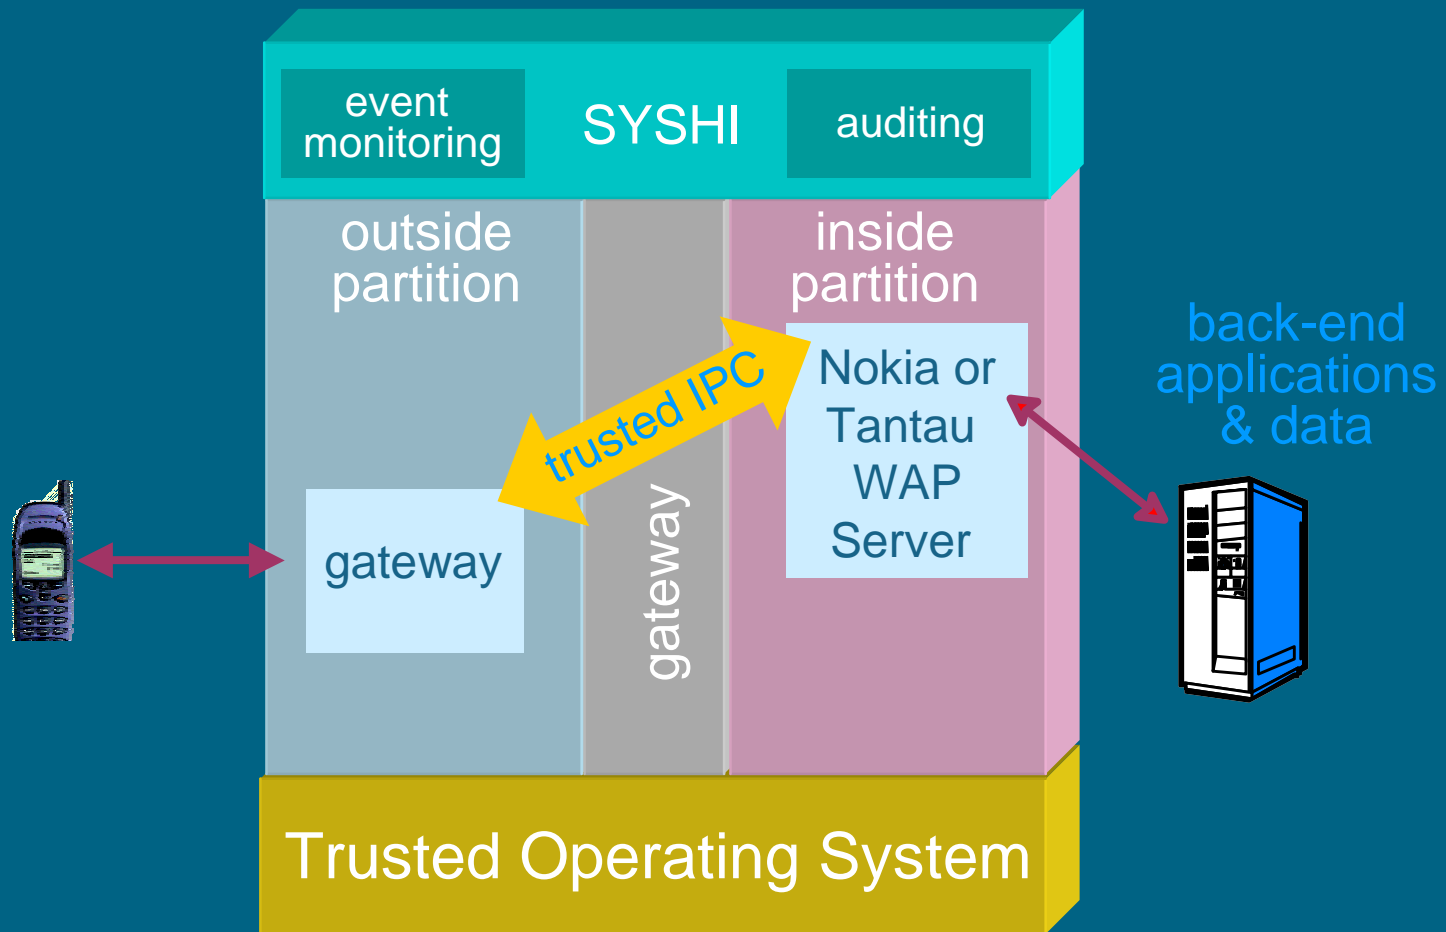 event
monitoring
SYSHI
auditing
outside
partition
inside
partition
back-end
applications
& data
trusted IPC
Nokia or
Tantau
WAP
Server
gateway
gateway
Trusted Operating System